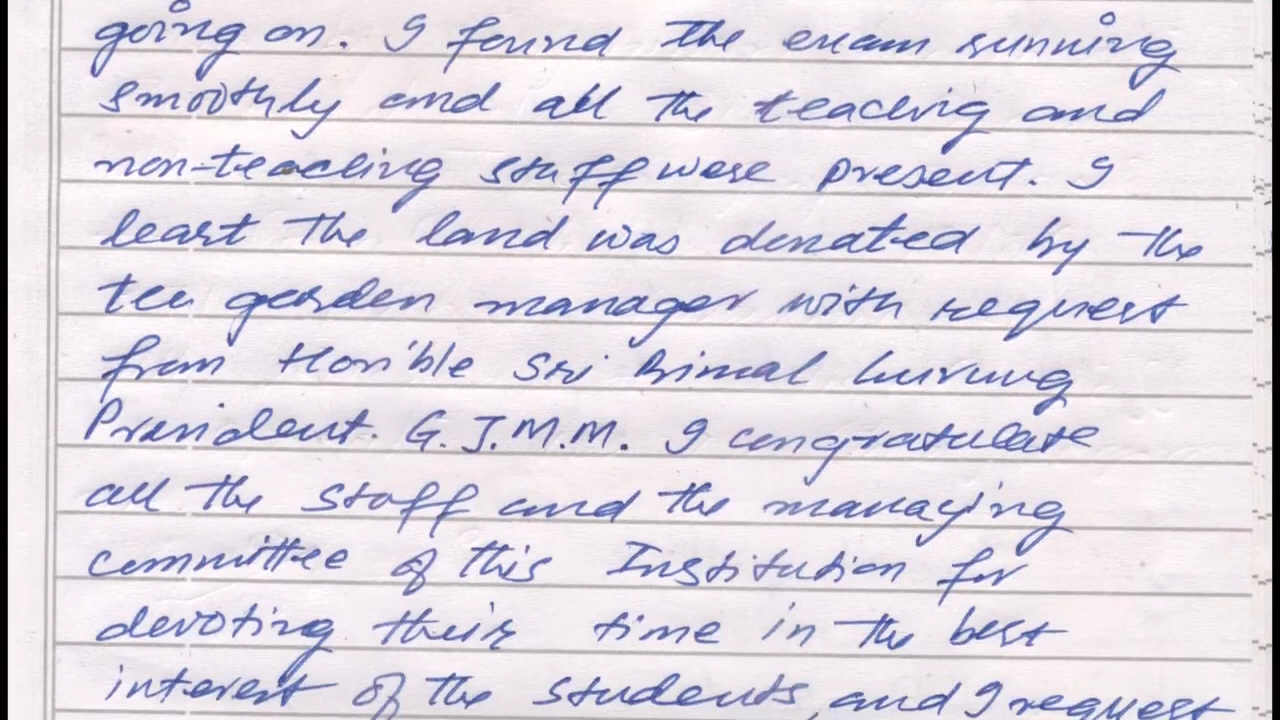 going on. I found the exam running
smoothly and all the teaching and
non-teaching staff were present. I
leart the land was donated by the
tea garden manager with request
from Hon'ble Sri Bimal Gurung
President. G.J.M.M. I congratulate
all the staff and the managing
committee of this Institution for
devoting their time in the best
interest of the students, and I request